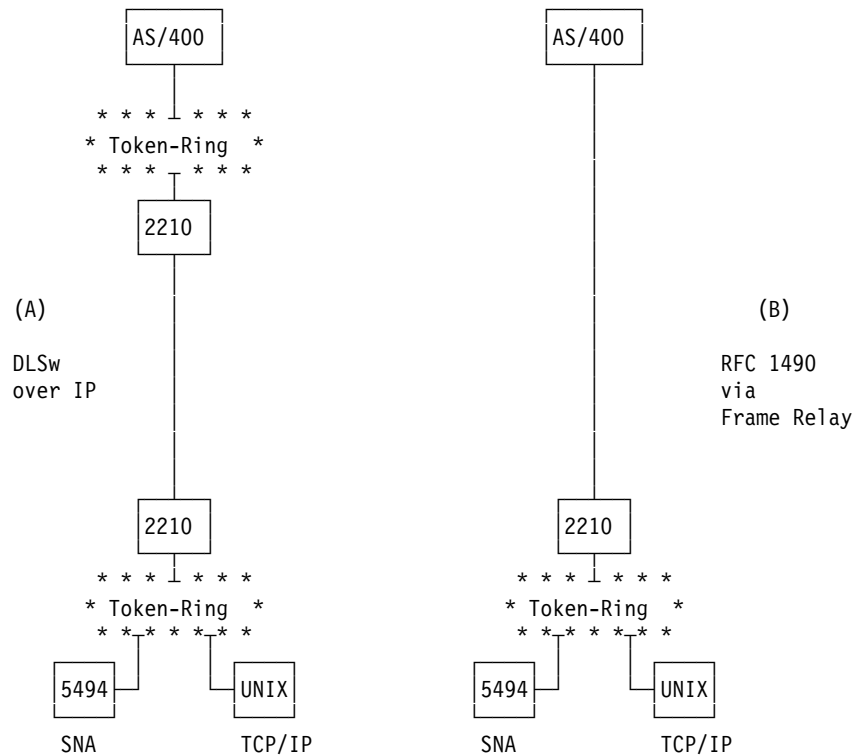 AS/400 AS/400
* * * * * *
* Token-Ring *
* * * * * *
2210
(A) (B)
DLSw RFC 1490
over IP via
Frame Relay
2210 2210
* * * * * * * * * * * *
* Token-Ring * * Token-Ring *
* * * * * * * * * * * * * *
5494 UNIX 5494 UNIX
SNA TCP/IP SNA TCP/IP